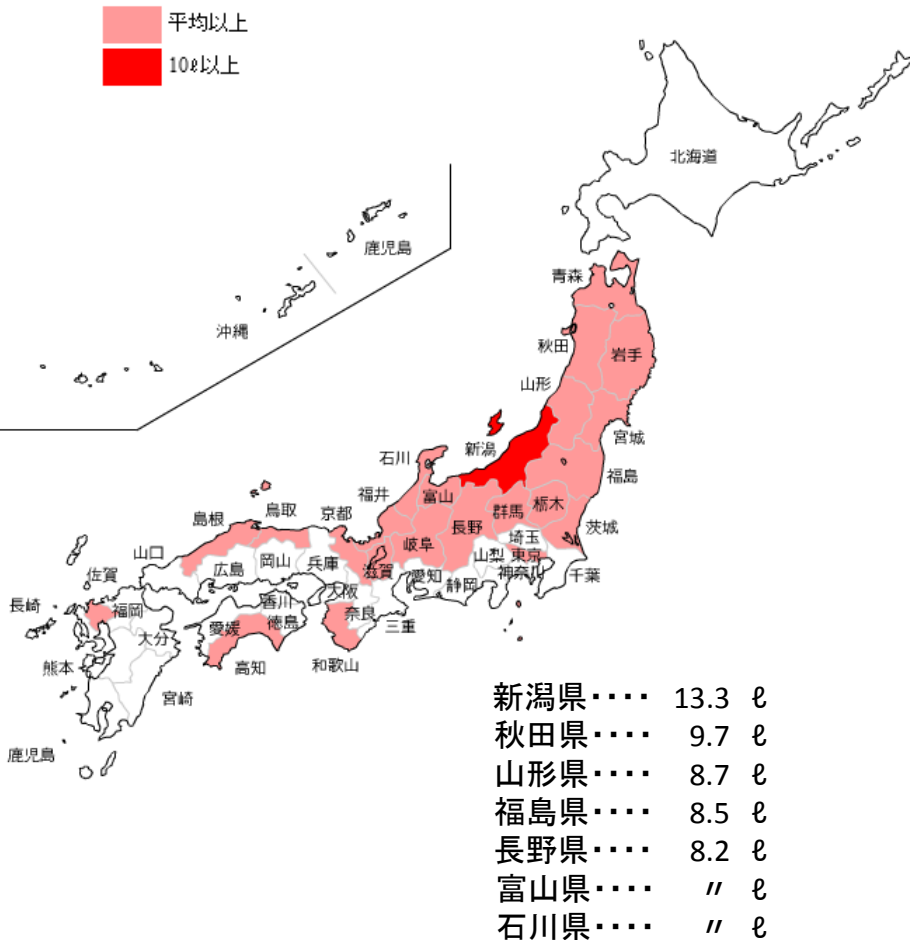 平均以上
10ℓ以上
北海道
鹿児島
沖縄
青森
秋田
岩手
山形
宮城
新潟
石川
福島
福井
富山
群馬
栃木
島根
鳥取
京都
長野
茨城
岐阜
埼玉
山口
広島
岡山
兵庫
滋賀
山梨
東京
佐賀
愛知
静岡
神奈川
千葉
長崎
福岡
香川
大阪
奈良
大分
愛媛
徳島
三重
熊本
高知
和歌山
宮崎
鹿児島
新潟県････ 13.3 ℓ
秋田県････ 9.7 ℓ
山形県････ 8.7 ℓ
福島県････ 8.5 ℓ
長野県････ 8.2 ℓ
富山県････ 〃 ℓ
石川県････ 〃 ℓ